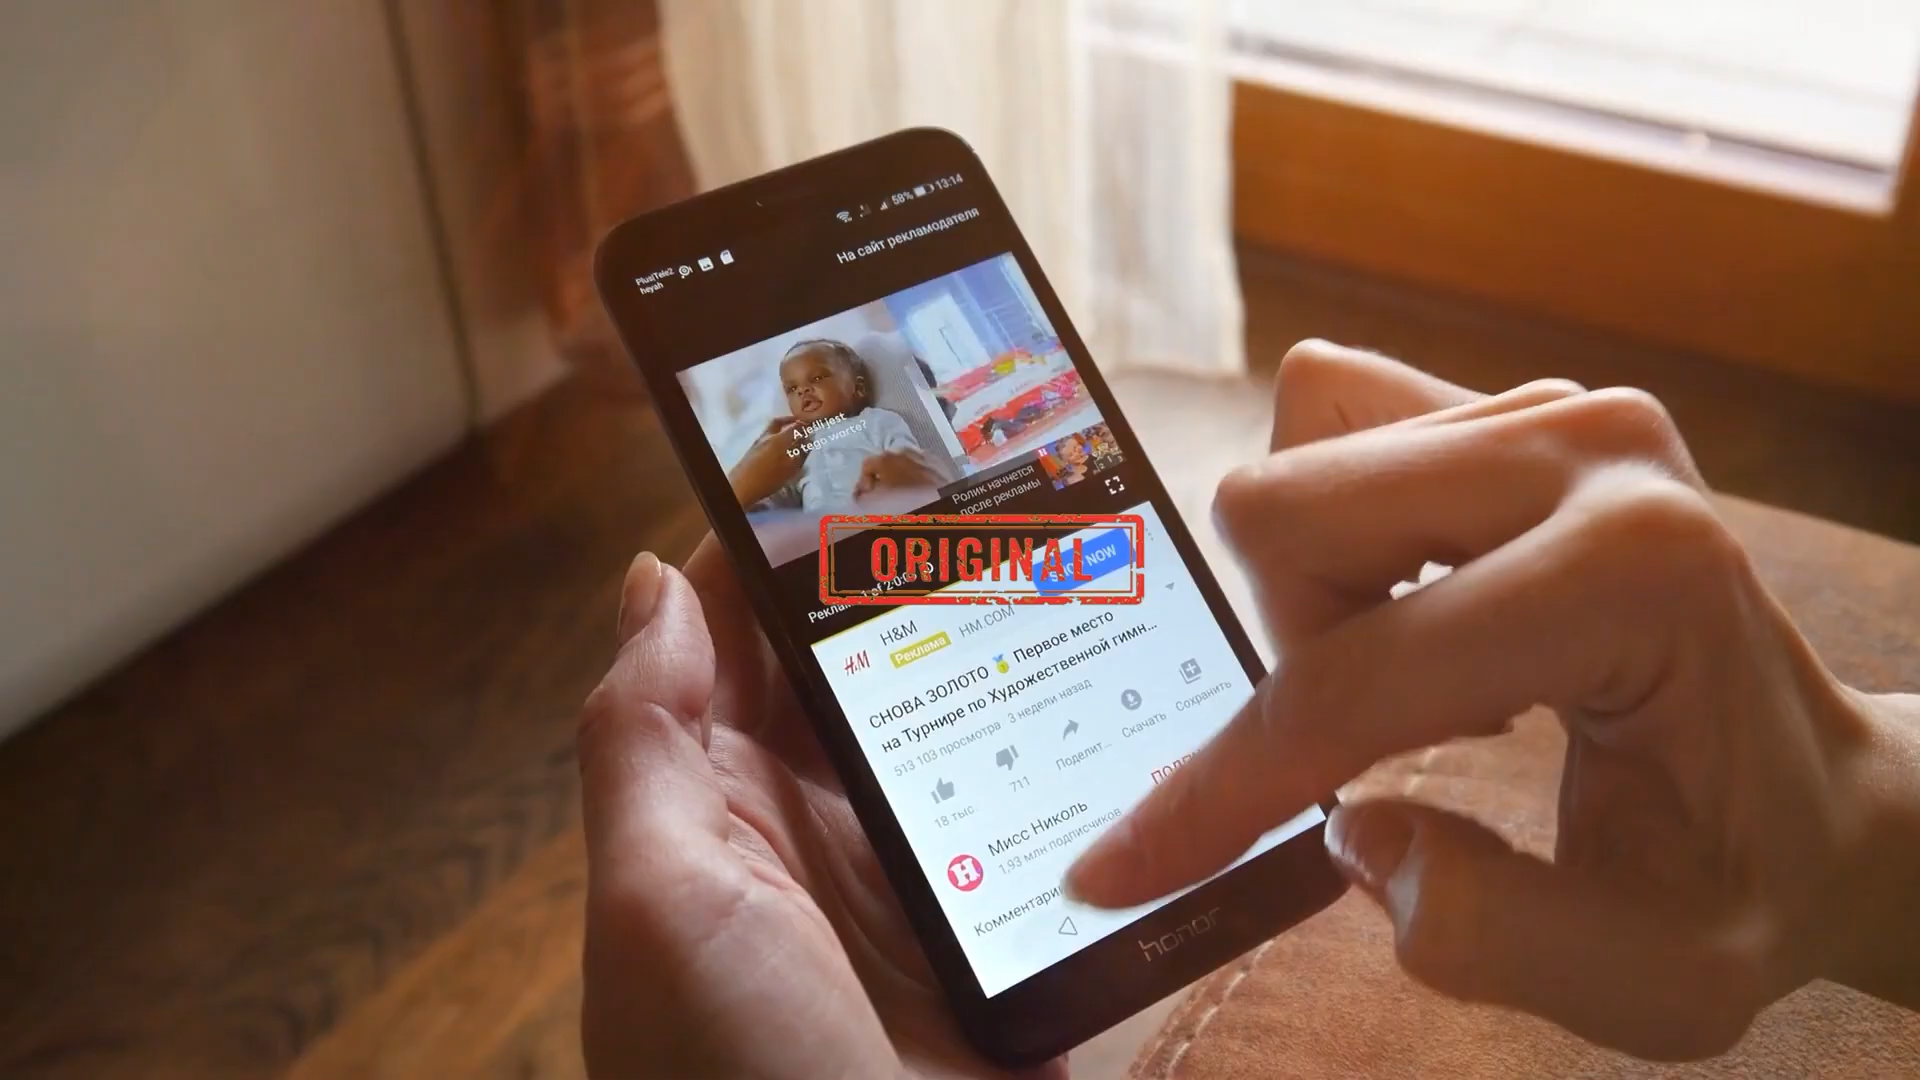 Plus(Tele2
heyah
58% 13:14
На сайт рекламодателя
A jeśli jest
to tego warte?
Ролик начнется
после рекламы
ORIGINAL
NOW
H&M
H&M
Реклама
HM.COM
СНОВА ЗОЛОТО 🥇 Первое место
на Турнире по Художественной гимн...
513 103 просмотра 3 недели назад
18 тыс.
711
Поделит...
Скачать
Сохранить
Мисс Николь
1,93 млн подписчиков
H
Комментари
honor